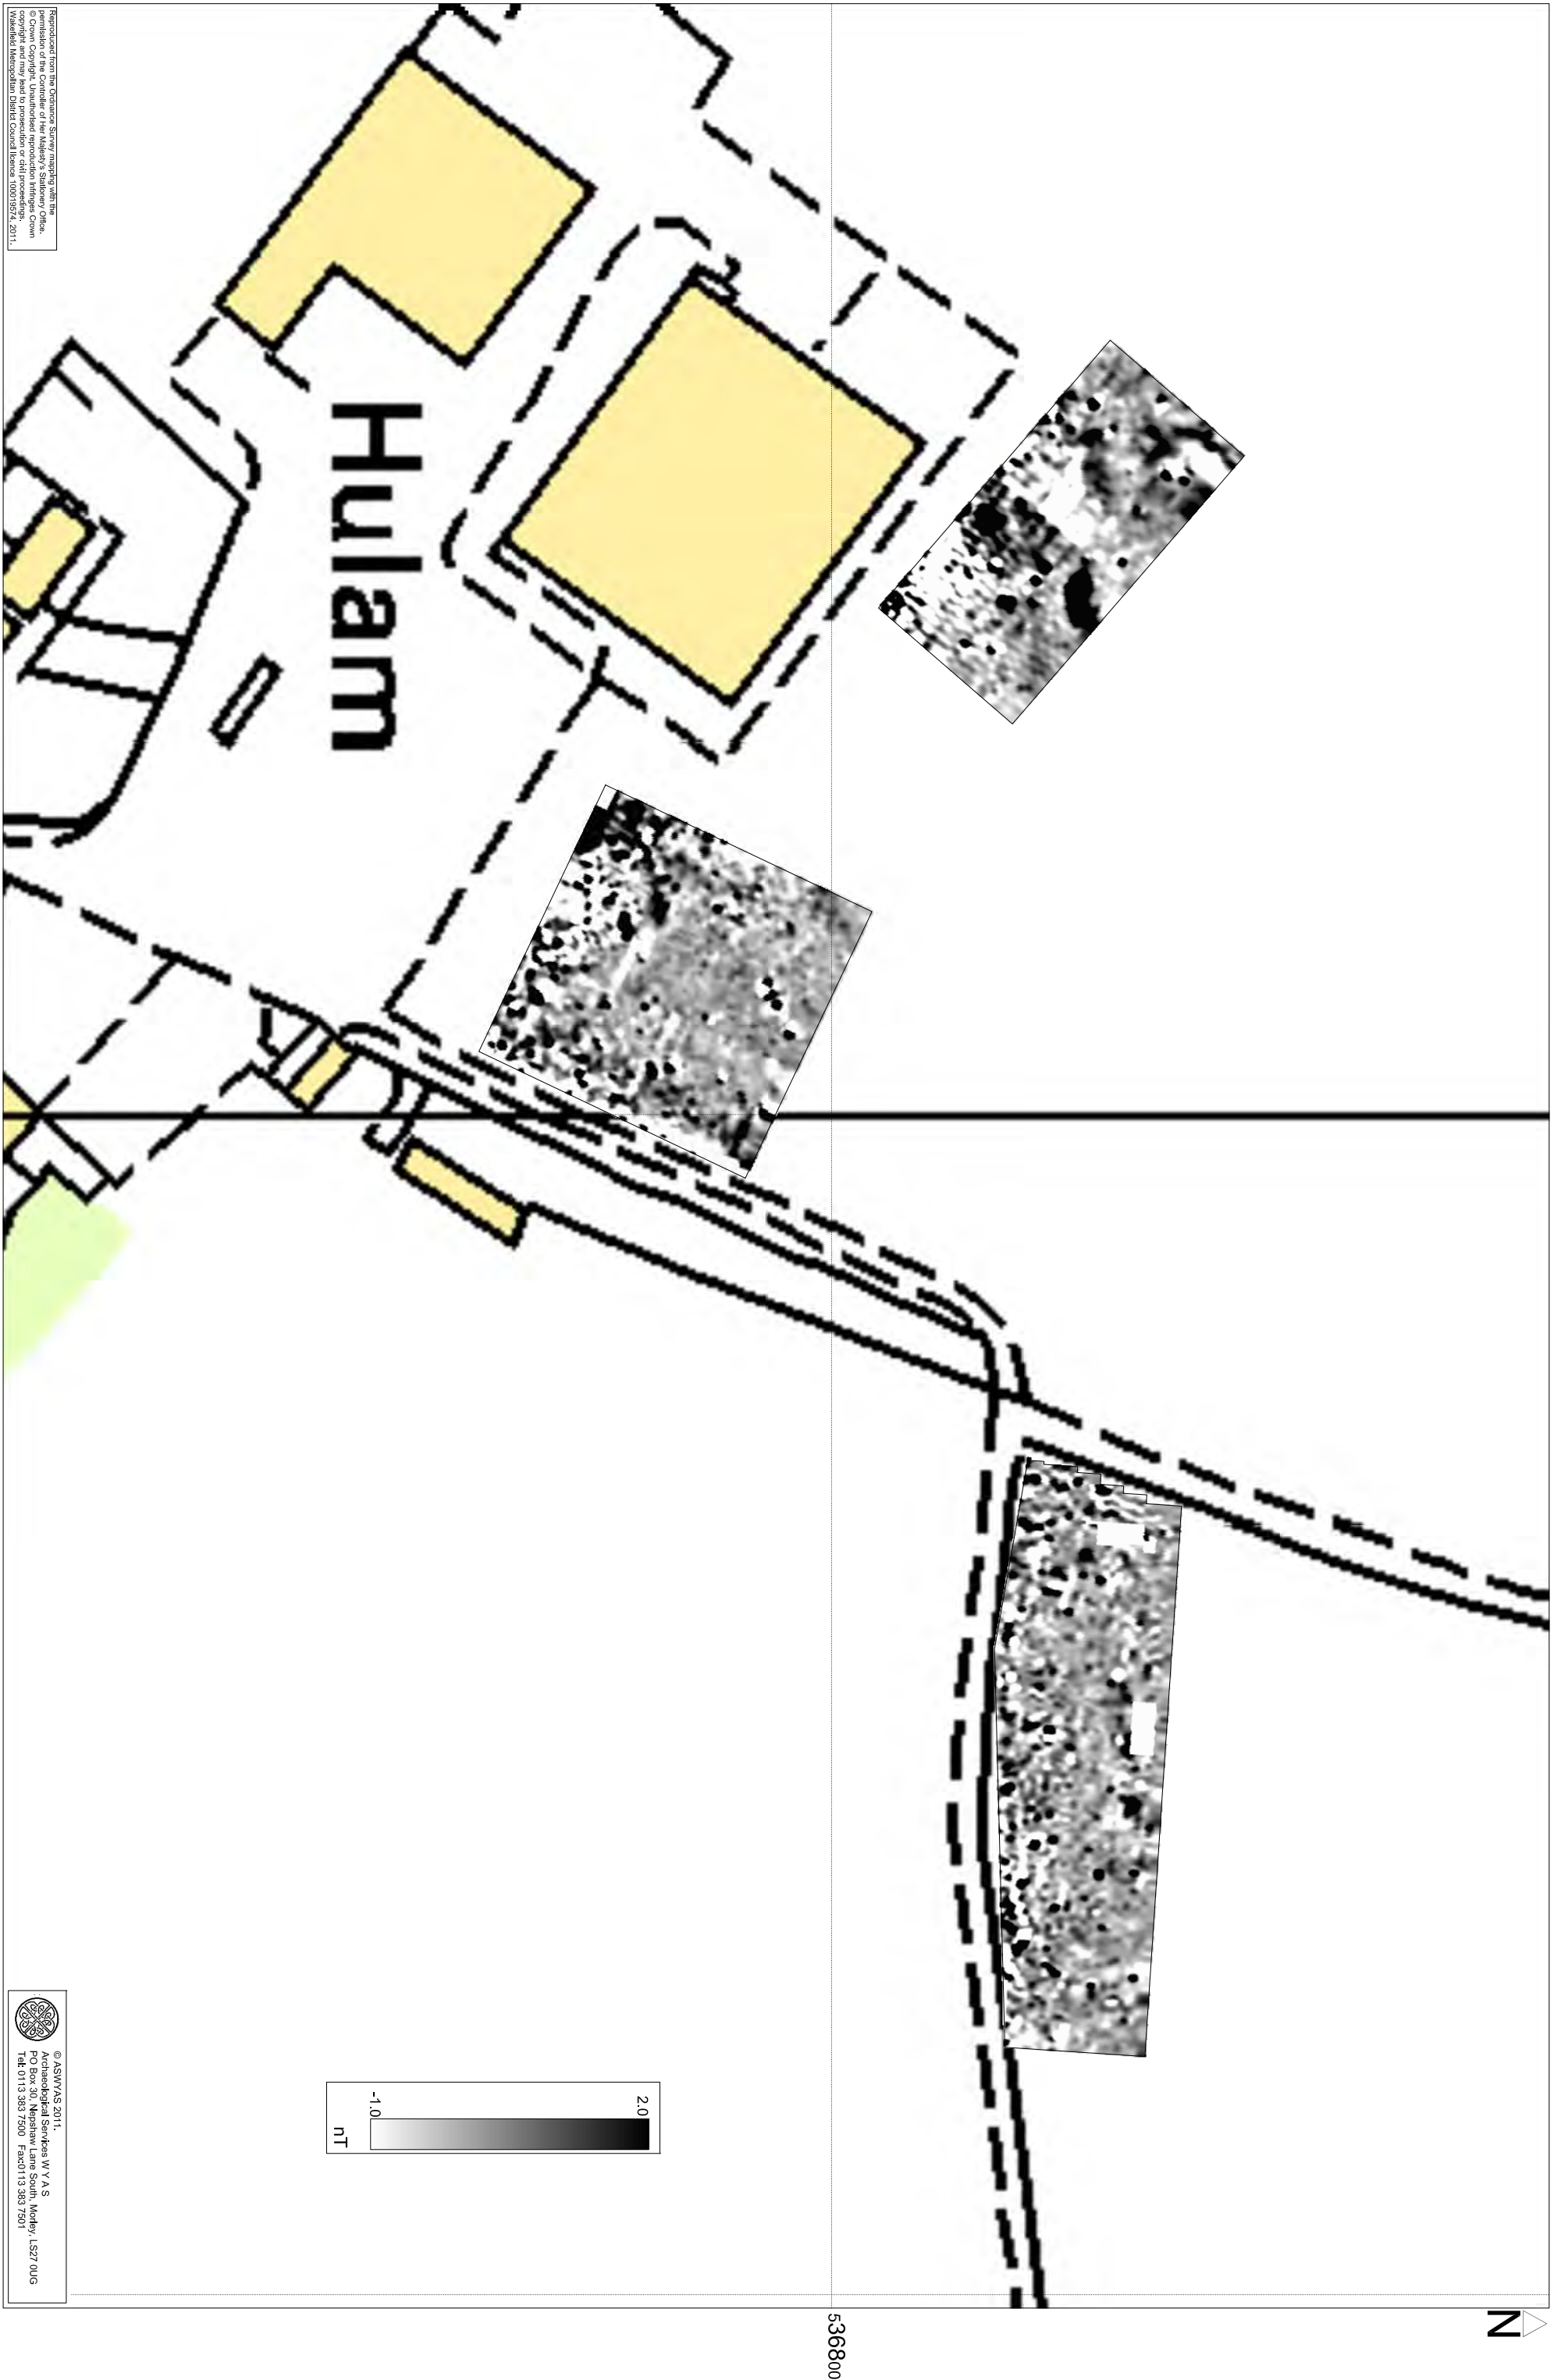 Reproduced from the Ordnance Survey mapping with the
permission of the Controller of Her Majesty's Stationery Office.
© Crown Copyright. Unauthorised reproduction infringes Crown
copyright and may lead to prosecution or civil proceedings.
Wakefield Metropolitan District Council licence 100019574, 2011.
Hulam
2.0
-1.0
nT
© ASWYAS 2011.
Archaeological Services W Y A S
PO Box 30, Nepshaw Lane South, Morley, LS27 0UG
Tel: 0113 383 7500 Fax:0113 383 7501
N
536800